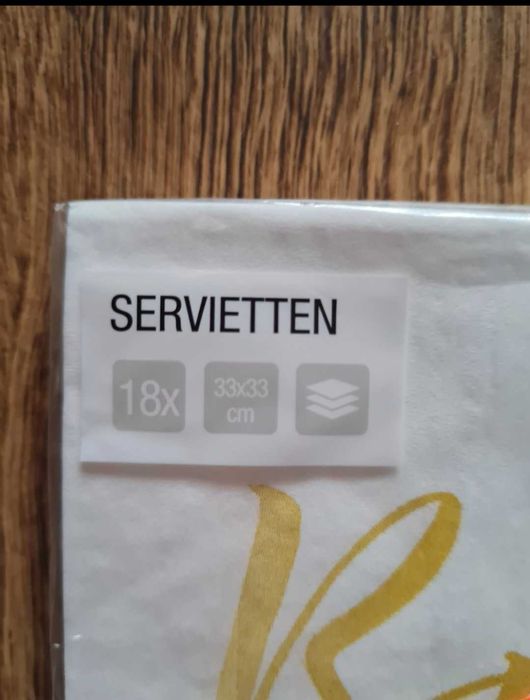 SERVIETTEN
18x
33x33
cm